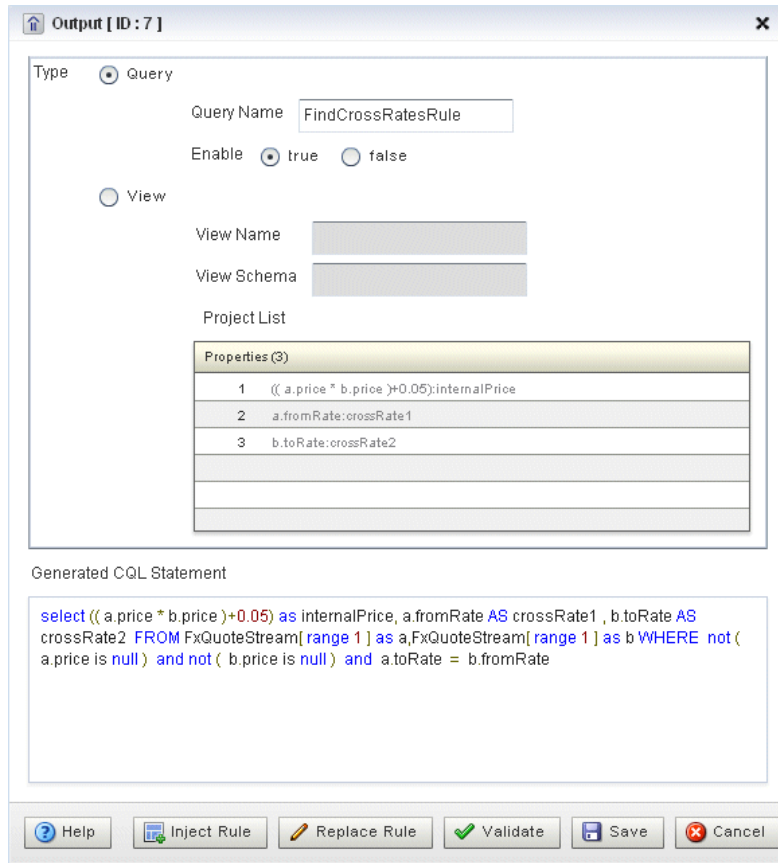 Output [ ID : 7 ]
Type
Query
Query Name
FindCrossRatesRule
Enable
true
false
View
View Name
View Schema
Project List
Properties (3)
1 (( a.price * b.price )+0.05):internalPrice
2 a.fromRate:crossRate1
3 b.toRate:crossRate2
Generated CQL Statement
select (( a.price * b.price )+0.05) as internalPrice, a.fromRate AS crossRate1 , b.toRate AS
crossRate2 FROM FxQuoteStream[ range 1 ] as a,FxQuoteStream[ range 1 ] as b WHERE not (
a.price is null ) and not ( b.price is null ) and a.toRate = b.fromRate
Help
Inject Rule
Replace Rule
Validate
Save
Cancel